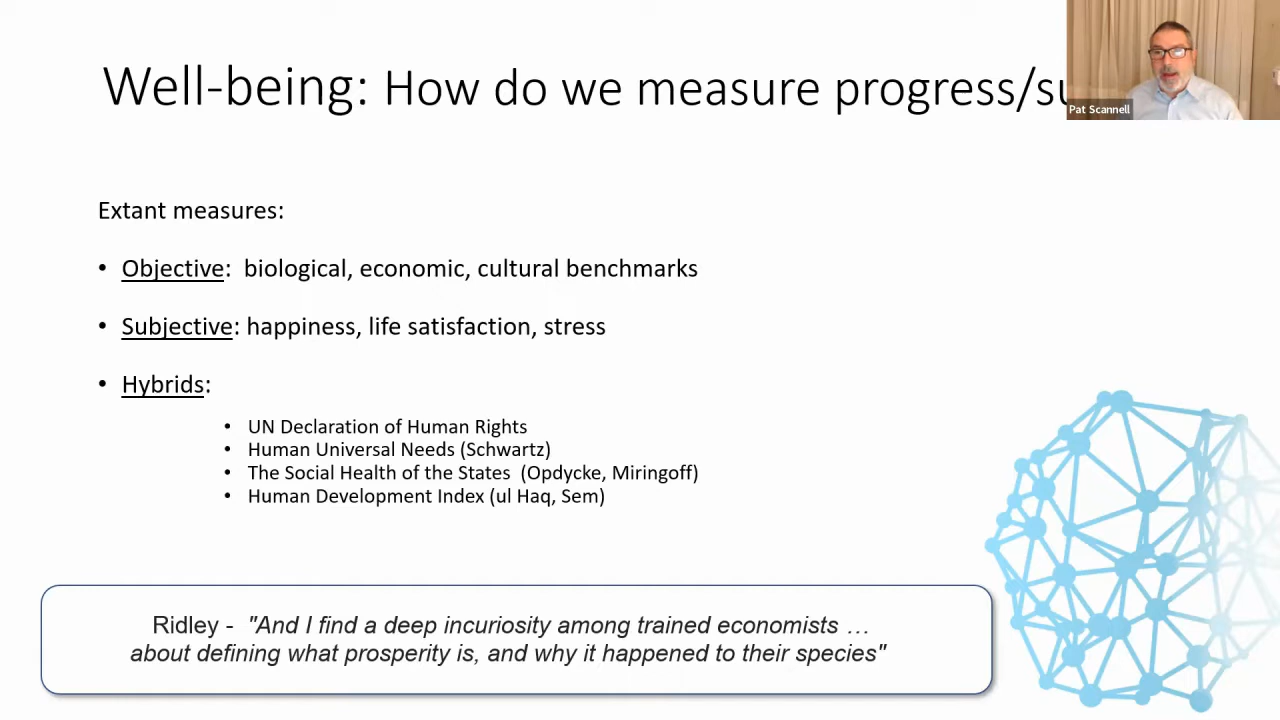 Well-being: How do we measure progress/su
Pat Scannell
Extant measures:
• Objective: biological, economic, cultural benchmarks
• Subjective: happiness, life satisfaction, stress
• Hybrids:
• UN Declaration of Human Rights
• Human Universal Needs (Schwartz)
• The Social Health of the States (Opdycke, Miringoff)
• Human Development Index (ul Haq, Sem)
Ridley - "And I find a deep incuriosity among trained economists …
about defining what prosperity is, and why it happened to their species"